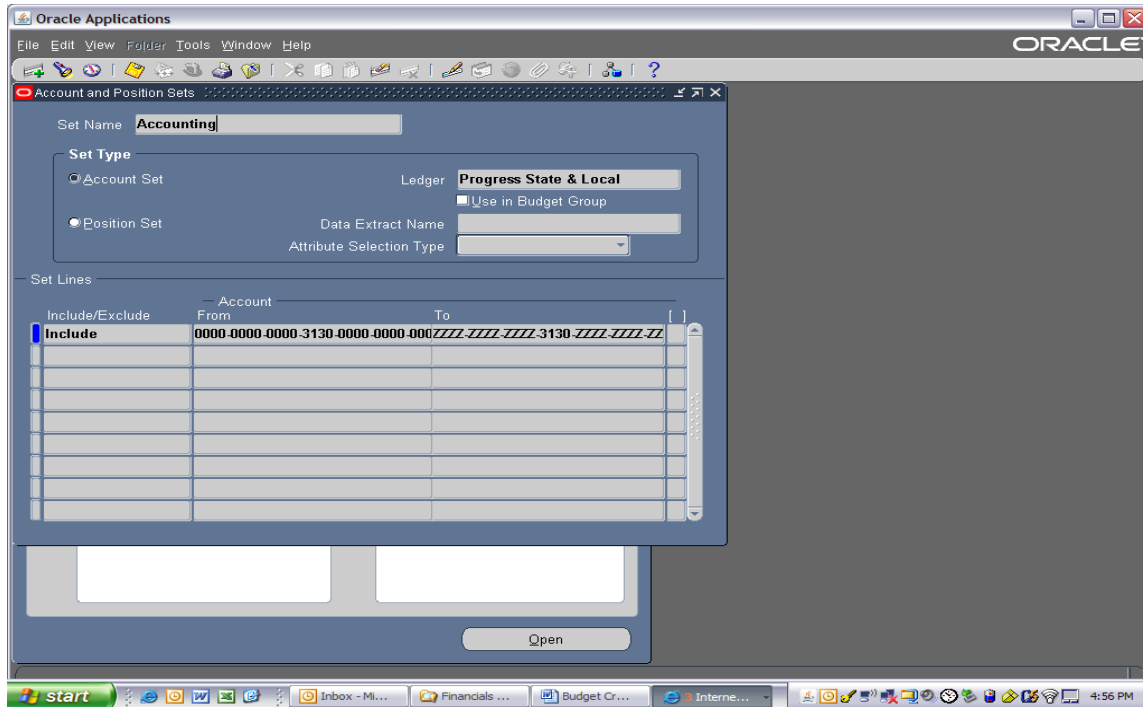 Oracle Applications
File Edit View Folder Tools Window Help
ORACLE
Account and Position Sets
Set Name Accounting
Set Type
Account Set Ledger Progress State & Local
Use in Budget Group
Position Set Data Extract Name
Attribute Selection Type
Set Lines
Account
Include/Exclude From To [ ]
Include 0000-0000-0000-3130-0000-0000-000 ZZZZ-ZZZZ-ZZZZ-3130-ZZZZ-ZZZZ-ZZ
Open
start Inbox - Mi... Financials ... Budget Cr... 3 Interne... 4:56 PM